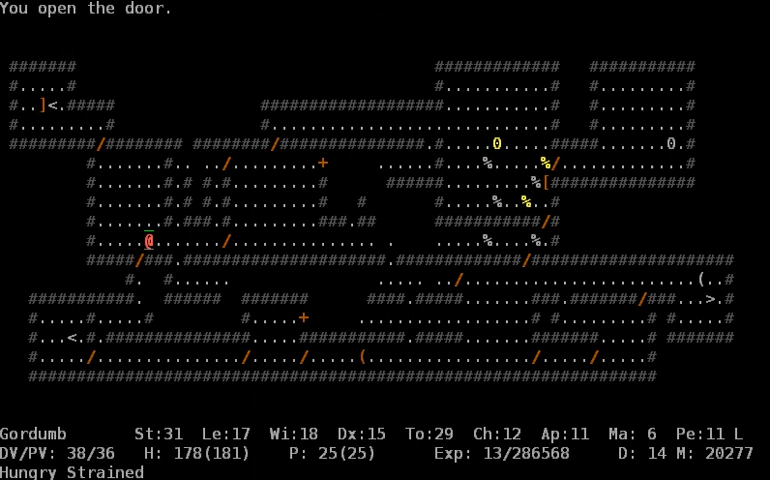 You open the door.
#######                                     #############   ###########
#.....#                                     #...........#   #.........#
#..]<.#####               ###################...........#   #.........#
#.........#               #.............................#   #.........#
#########/######## ########/###############.#.....0.....#####.......0.#
#.......#.. ../.........+ .....#....%.....%/.............#
#.......#.# #.#.........# ######........%[###############
#.......#.# #.#.........# # #.....%..%..#
#.......#.###.#.........###.## ###########/#
#.....@......./............... . .....%....%.#
#####/###.#####################.#############/#####################
#. #...... ..... ../........................(..#
###########. ###### ####### ####.#####.......###.#######/###...>.#
#.....#.....# #.....+ .................#.#.........#.#.....#
#...<.#.###############.....###########.#####.......#######.....# #######
#...../.............../...../.....(................./...../.....#
#################################################################
Gordumb St:31 Le:17 Wi:18 Dx:15 To:29 Ch:12 Ap:11 Ma: 6 Pe:11 L
DV/PV: 38/36 H: 178(181) P: 25(25) Exp: 13/286568 D: 14 M: 20277
Hungry Strained